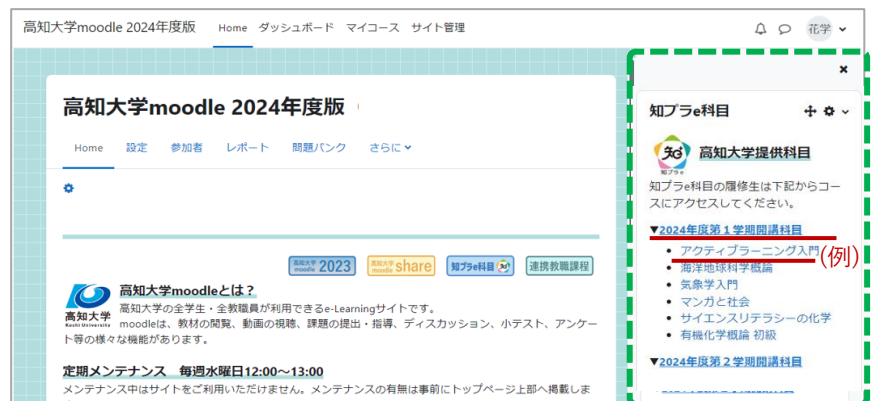 高知大学moodle 2024年度版 Home ダッシュボード マイコース サイト管理 花学
高知大学moodle 2024年度版
Home 設定 参加者 レポート 問題バンク さらに
高知大学 moodle 2023 高知大学 moodle share 知プラe科目 連携教職課程
高知大学moodleとは？
高知大学の全学生・全教職員が利用できるe-Learningサイトです。
高知大学
Kochi University
moodleは、教材の閲覧、動画の視聴、課題の提出・指導、ディスカッション、小テスト、アンケー
ト等の様々な機能があります。
定期メンテナンス 毎週水曜日12:00～13:00
メンテナンス中はサイトをご利用いただけません。メンテナンスの有無は事前にトップページ上部へ掲載しま
知プラe科目
知プラe
高知大学提供科目
知プラe科目の履修生は下記からコー
スにアクセスしてください。
▼2024年度第１学期開講科目
アクティブラーニング入門
(例)
海洋地球科学概論
気象学入門
マンガと社会
サイエンスリテラシーの化学
有機化学概論 初級
▼2024年度第２学期開講科目